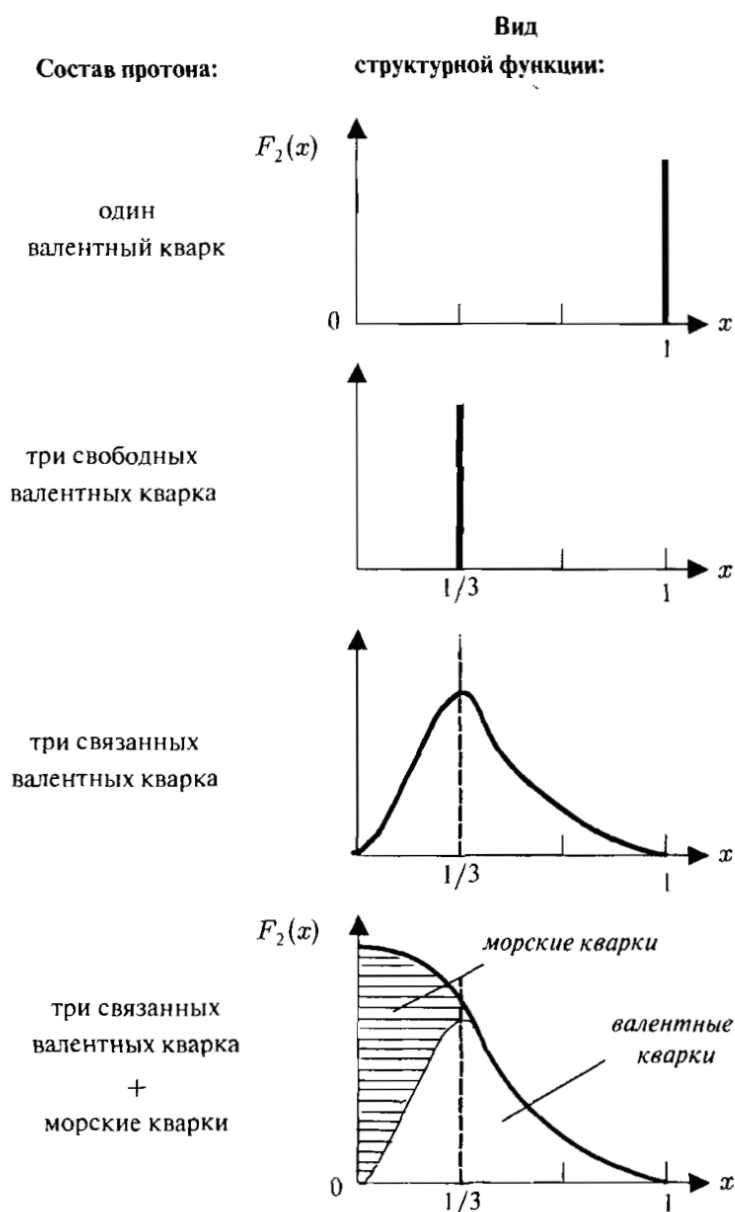 Вид
Состав протона: структурной функции:
F₂(x)
один
валентный кварк
0
1
x
три свободных
валентных кварка
1/3
1
x
три связанных
валентных кварка
1/3
1
x
F₂(x)
морские кварки
три связанных
валентных кварка
+
морские кварки
валентные
кварки
0
1/3
1
x